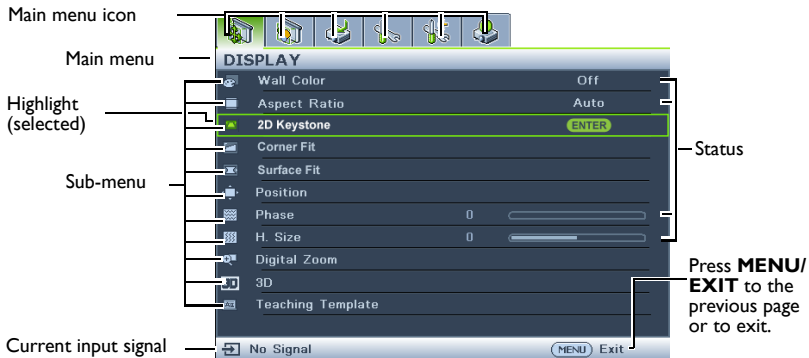 Main menu icon
Main menu
DISPLAY
Wall Color Off
Highlight
(selected)
Aspect Ratio Auto
2D Keystone ENTER
Corner Fit
Status
Sub-menu
Surface Fit
Position
Phase 0
H. Size 0
Digital Zoom
3D
Teaching Template
Press MENU/
EXIT to the
previous page
or to exit.
Current input signal
No Signal
MENU Exit